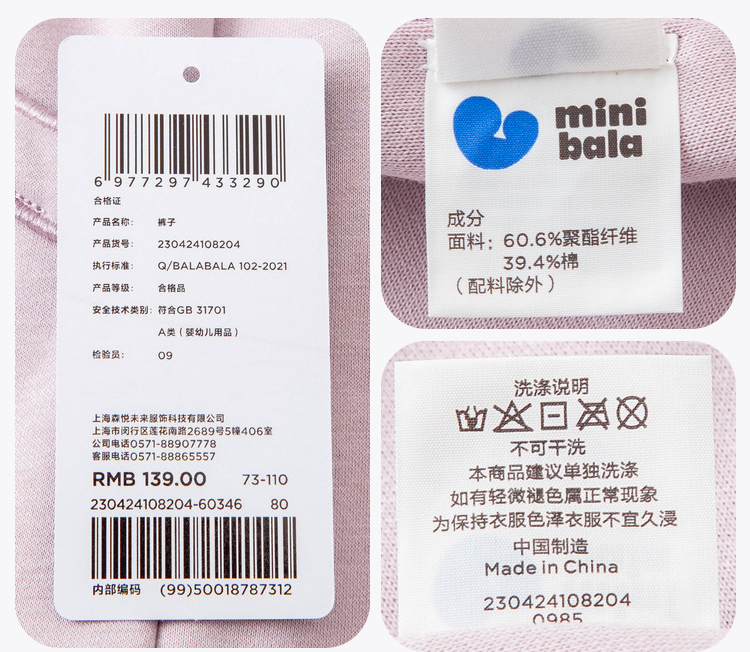 6 977297 433290
合格证
产品名称： 裤子
产品货号： 230424108204
执行标准： Q/BALABALA 102-2021
产品等级： 合格品
安全技术类别：符合GB 31701
A类（婴幼儿用品）
检验员： 09
上海森悦未来服饰科技有限公司
上海市闵行区莲花南路2689号5幢406室
公司电话0571-88907778
客服电话0571-88865557
RMB 139.00 73-110
230424108204-60346 80
内部编码 (99)50018787312
mini
bala
成分
面料：60.6%聚酯纤维
39.4%棉
（配料除外）
洗涤说明
不可干洗
本商品建议单独洗涤
如有轻微褪色属正常现象
为保持衣服色泽衣服不宜久浸
中国制造
Made in China
230424108204
0985